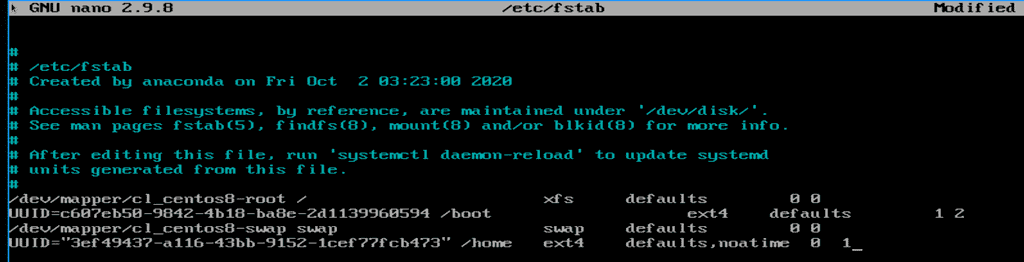 GNU nano 2.9.8 /etc/fstab Modified
#
# /etc/fstab
# Created by anaconda on Fri Oct  2 03:23:00 2020
#
# Accessible filesystems, by reference, are maintained under '/dev/disk/'.
# See man pages fstab(5), findfs(8), mount(8) and/or blkid(8) for more info.
#
# After editing this file, run 'systemctl daemon-reload' to update systemd
# units generated from this file.
#
/dev/mapper/cl_centos8-root / xfs defaults 0 0
UUID=c607eb50-9842-4b18-ba8e-2d1139960594 /boot ext4 defaults 1 2
/dev/mapper/cl_centos8-swap swap swap defaults 0 0
UUID="3ef49437-a116-43bb-9152-1cef77fcb473" /home ext4 defaults,noatime 0 1_